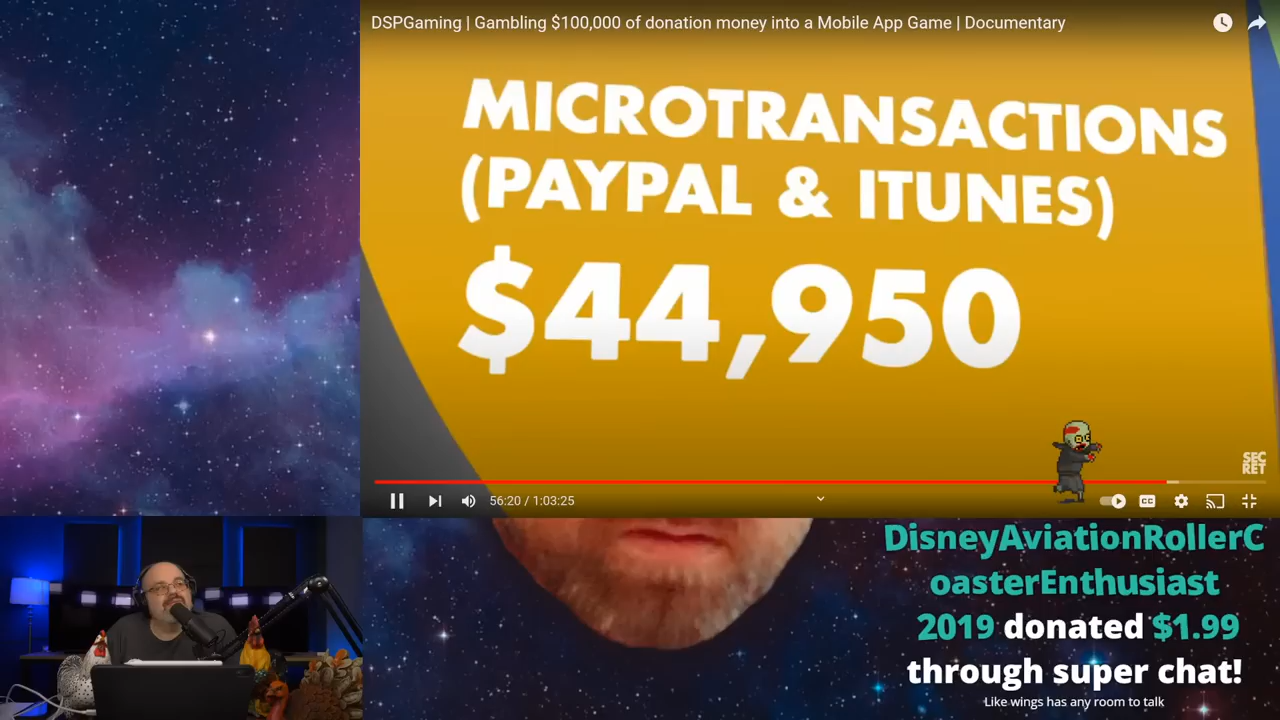 DSPGaming | Gambling $100,000 of donation money into a Mobile App Game | Documentary
MICROTRANSACTIONS
(PAYPAL & ITUNES)
$44,950
SEC
RET
56:20 / 1:03:25
CC
DisneyAviationRollerC
oasterEnthusiast
2019 donated $1.99
through super chat!
Like wings has any room to talk